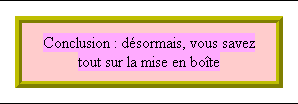 Conclusion : désormais, vous savez
tout sur la mise en boîte